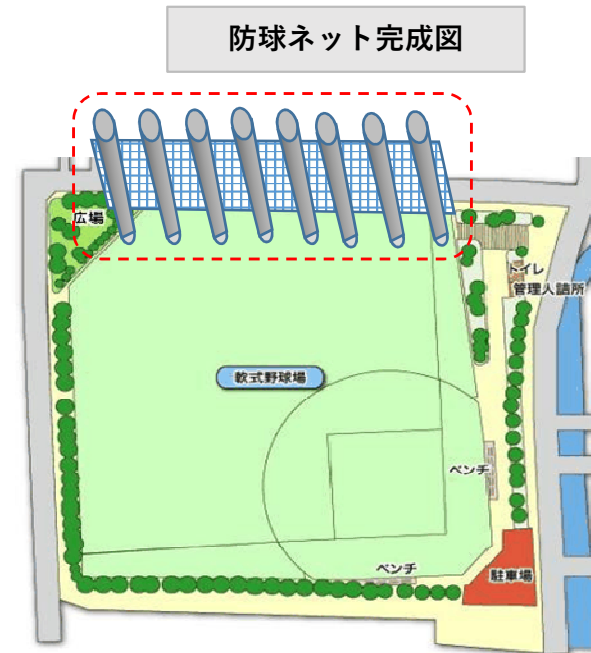 防球ネット完成図
広場
トイレ
管理人詰所
軟式野球場
ベンチ
ベンチ
駐車場